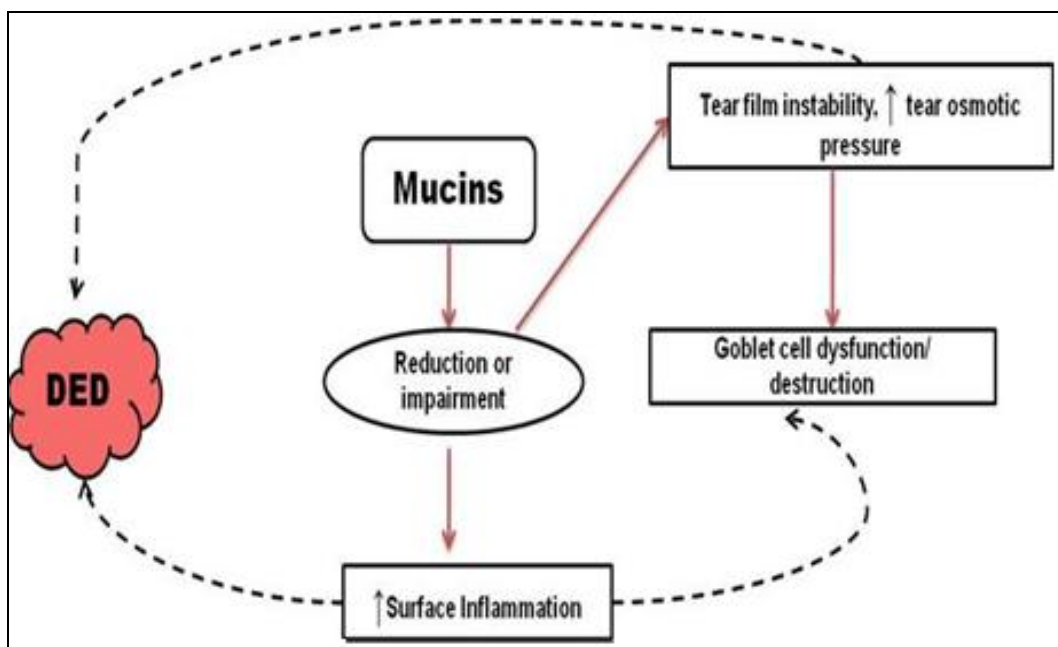 Tear film instability, ↑ tear osmotic
pressure
Mucins
Reduction or
impairment
Goblet cell dysfunction/
destruction
DED
↑Surface Inflammation